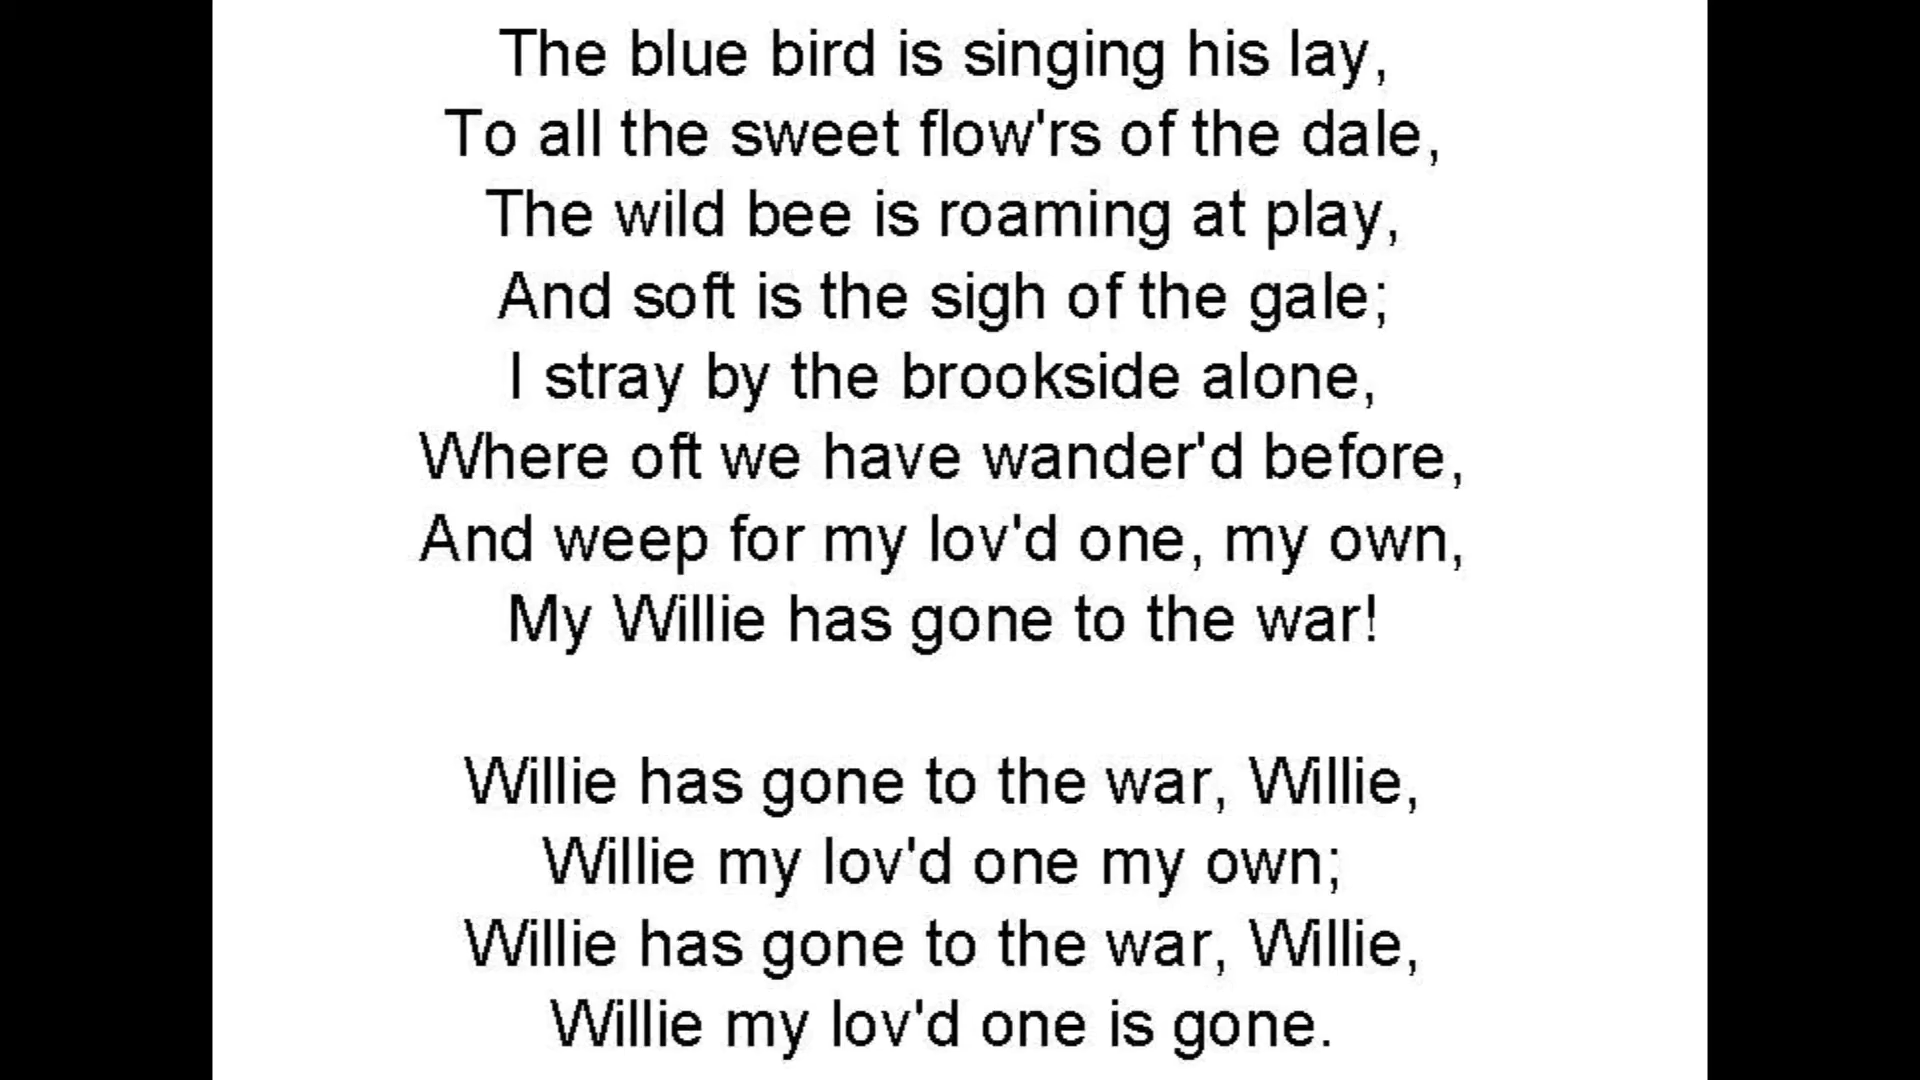 The blue bird is singing his lay,
To all the sweet flow'rs of the dale,
The wild bee is roaming at play,
And soft is the sigh of the gale;
I stray by the brookside alone,
Where oft we have wander'd before,
And weep for my lov'd one, my own,
My Willie has gone to the war!
Willie has gone to the war, Willie,
Willie my lov'd one my own;
Willie has gone to the war, Willie,
Willie my lov'd one is gone.